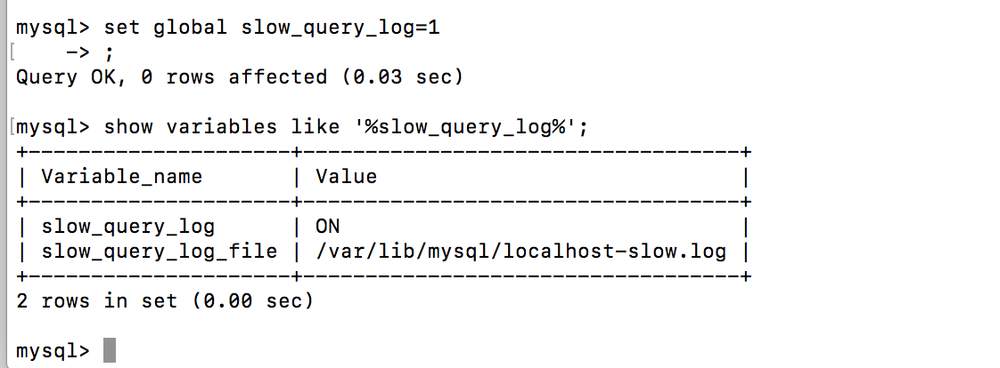 mysql> set global slow_query_log=1
[    -> ;
Query OK, 0 rows affected (0.03 sec)

[mysql> show variables like '%slow_query_log%';
+---------------------+-----------------------------------+
| Variable_name       | Value                             |
+---------------------+-----------------------------------+
| slow_query_log      | ON                                |
| slow_query_log_file | /var/lib/mysql/localhost-slow.log |
+---------------------+-----------------------------------+
2 rows in set (0.00 sec)

mysql>